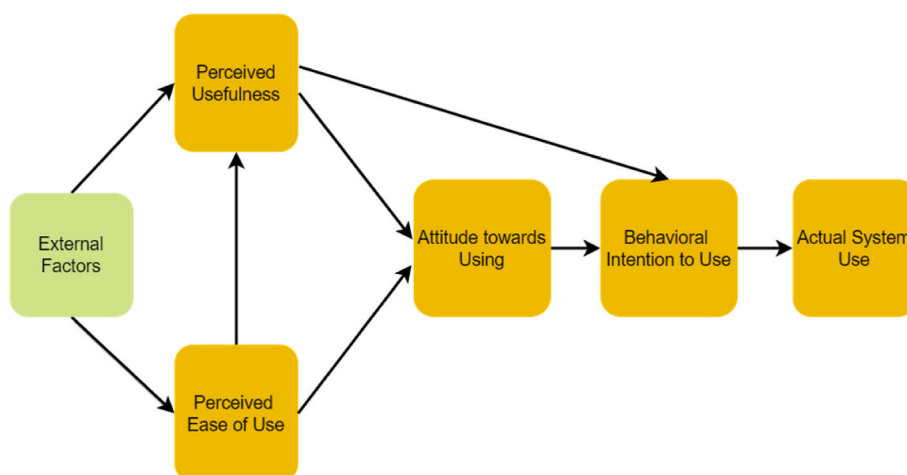 Perceived
Usefulness
External
Factors
Attitude towards
Using
Behavioral
Intention to Use
Actual System
Use
Perceived
Ease of Use